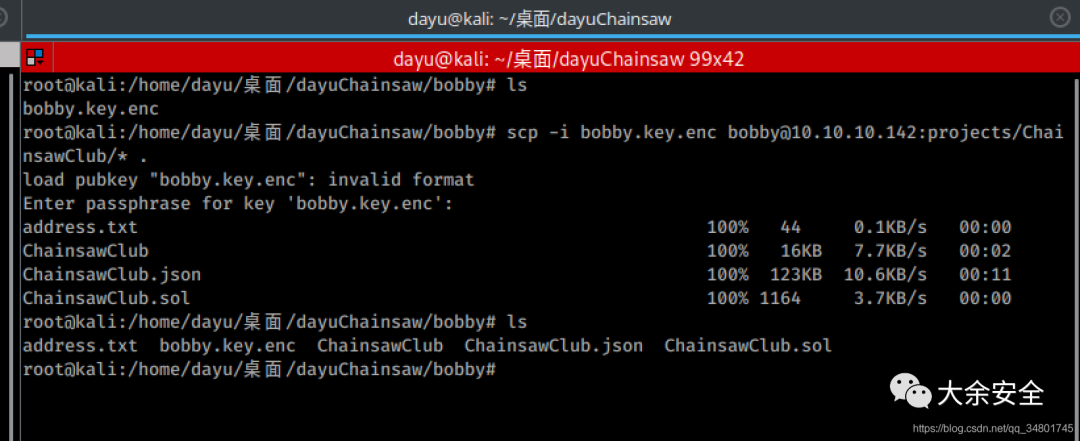 dayu@kali: ~/桌面/dayuChainsaw
dayu@kali: ~/桌面/dayuChainsaw 99x42
root@kali:/home/dayu/桌面/dayuChainsaw/bobby# ls
bobby.key.enc
root@kali:/home/dayu/桌面/dayuChainsaw/bobby# scp -i bobby.key.enc bobby@10.10.10.142:projects/Chai
nsawClub/* .
load pubkey "bobby.key.enc": invalid format
Enter passphrase for key 'bobby.key.enc':
address.txt 100% 44 0.1KB/s 00:00
ChainsawClub 100% 16KB 7.7KB/s 00:02
ChainsawClub.json 100% 123KB 10.6KB/s 00:11
ChainsawClub.sol 100% 1164 3.7KB/s 00:00
root@kali:/home/dayu/桌面/dayuChainsaw/bobby# ls
address.txt bobby.key.enc ChainsawClub ChainsawClub.json ChainsawClub.sol
root@kali:/home/dayu/桌面/dayuChainsaw/bobby#
大余安全
https://blog.csdn.net/qq_34801745